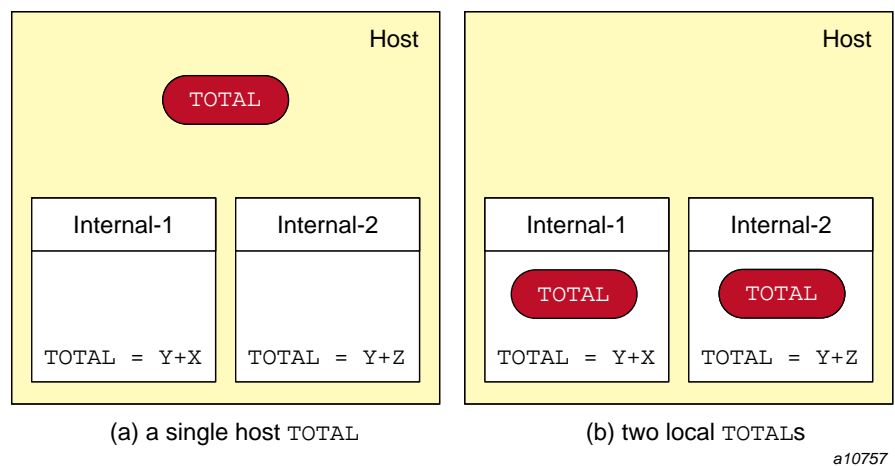 Host
TOTAL
Internal-1
Internal-2
TOTAL = Y+X
TOTAL = Y+Z
(a) a single host TOTAL
Host
Internal-1
Internal-2
TOTAL
TOTAL
TOTAL = Y+X
TOTAL = Y+Z
(b) two local TOTALs
a10757